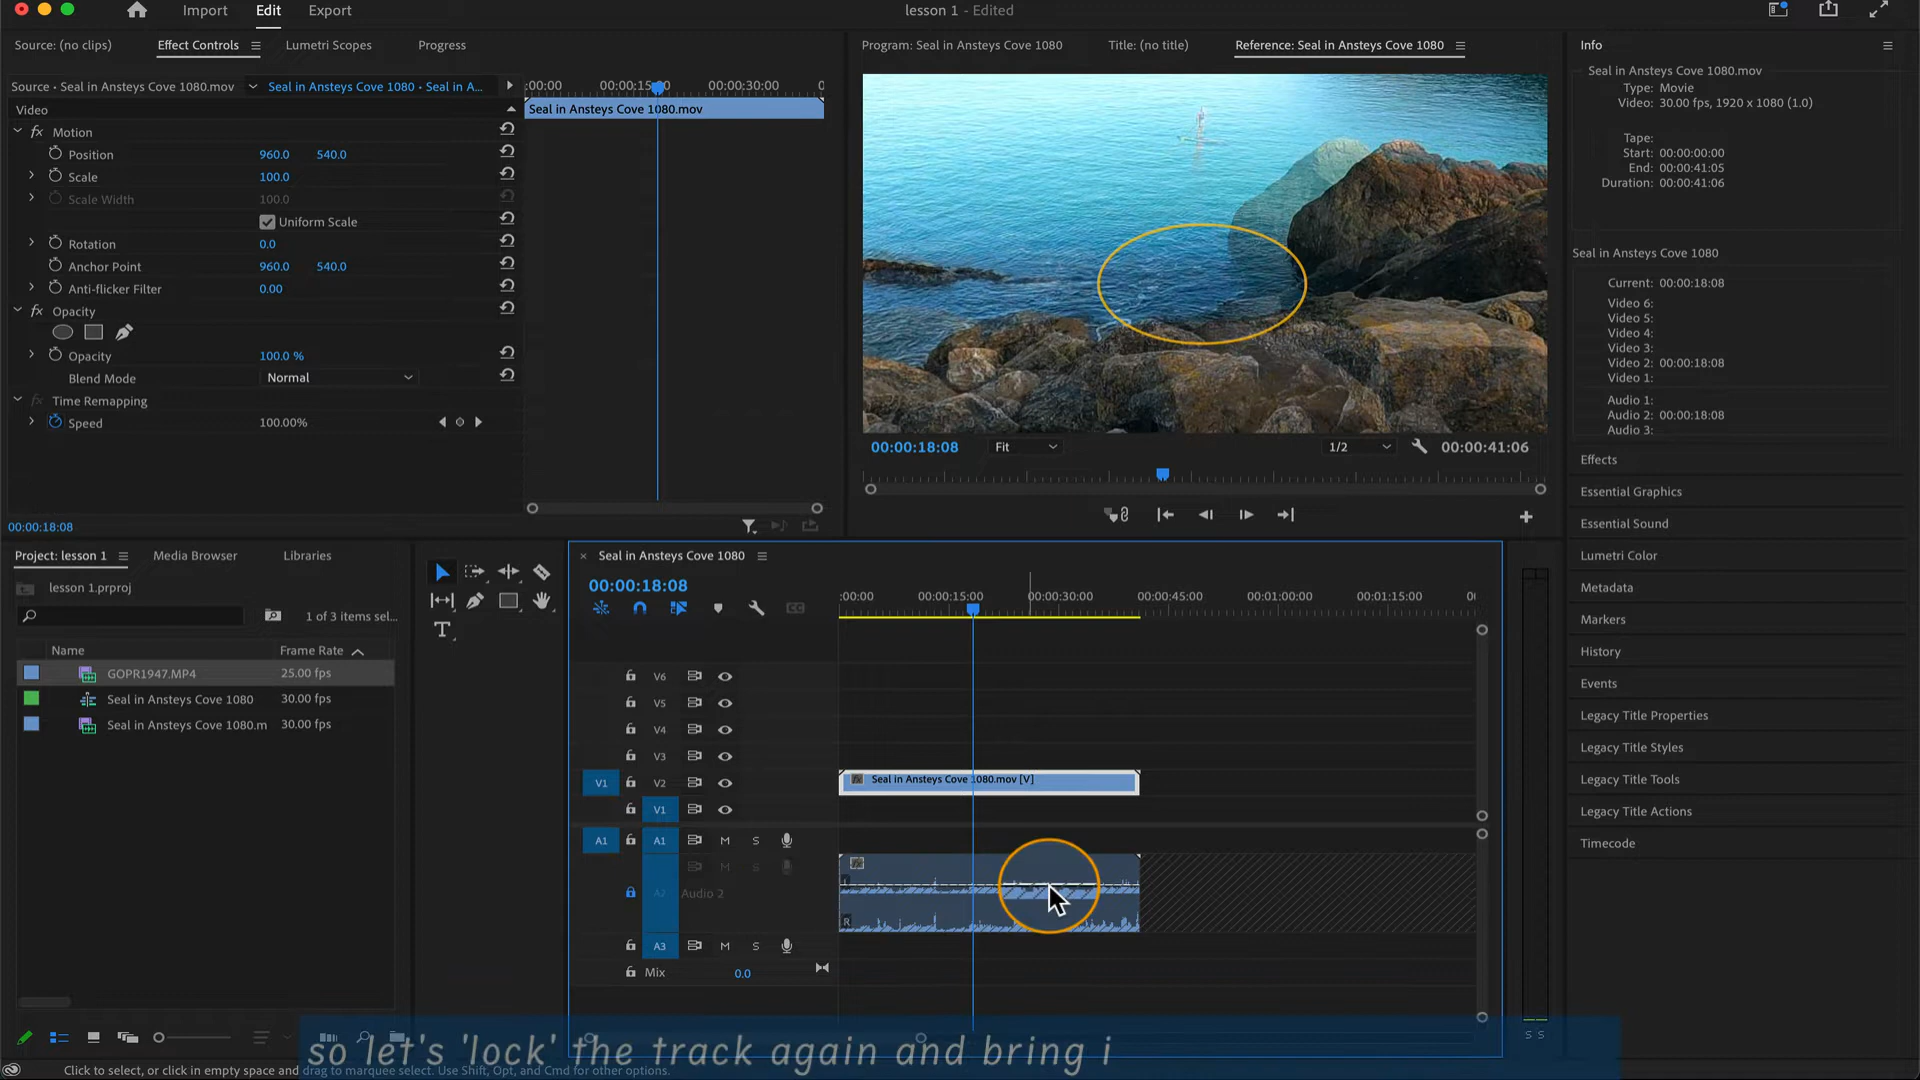 Import Edit Export
lesson 1 - Edited
Source: (no clips) Effect Controls Lumetri Scopes Progress
Program: Seal in Ansteys Cove 1080 Title: (no title) Reference: Seal in Ansteys Cove 1080
Info
Source • Seal in Ansteys Cove 1080.mov Seal in Ansteys Cove 1080 • Seal in A...
:00:00 00:00:15:00 00:00:30:00 0
Video
Seal in Ansteys Cove 1080.mov
fx Motion
Position 960.0 540.0
Scale 100.0
Scale Width 100.0
Uniform Scale
Rotation 0.0
Anchor Point 960.0 540.0
Anti-flicker Filter 0.00
fx Opacity
Opacity 100.0 %
Blend Mode Normal
fx Time Remapping
Speed 100.00%
00:00:18:08
00:00:18:08 Fit 1/2 00:00:41:06
Seal in Ansteys Cove 1080.mov
Type: Movie
Video: 30.00 fps, 1920 x 1080 (1.0)
Tape:
Start: 00:00:00:00
End: 00:00:41:05
Duration: 00:00:41:06
Seal in Ansteys Cove 1080
Current: 00:00:18:08
Video 6:
Video 5:
Video 4:
Video 3:
Video 2: 00:00:18:08
Video 1:
Audio 1:
Audio 2: 00:00:18:08
Audio 3:
Effects
Essential Graphics
Essential Sound
Lumetri Color
Metadata
Markers
History
Events
Legacy Title Properties
Legacy Title Styles
Legacy Title Tools
Legacy Title Actions
Timecode
Project: lesson 1 Media Browser Libraries
lesson 1.prproj
1 of 3 items sel...
Name Frame Rate
GOPR1947.MP4 25.00 fps
Seal in Ansteys Cove 1080 30.00 fps
Seal in Ansteys Cove 1080.m 30.00 fps
T
× Seal in Ansteys Cove 1080
00:00:18:08
:00:00 00:00:15:00 00:00:30:00 00:00:45:00 00:01:00:00 00:01:15:00 00
CC
V6
V5
V4
V3
V1 V2 fx Seal in Ansteys Cove 1080.mov [V]
V1
A1 A1 M S
M S fx
A2 Audio 2
R
A3 M S
Mix 0.0
S S
so let's 'lock' the track again and bring i
Click to select, or click in empty space and drag to marquee select. Use Shift, Opt, and Cmd for other options.